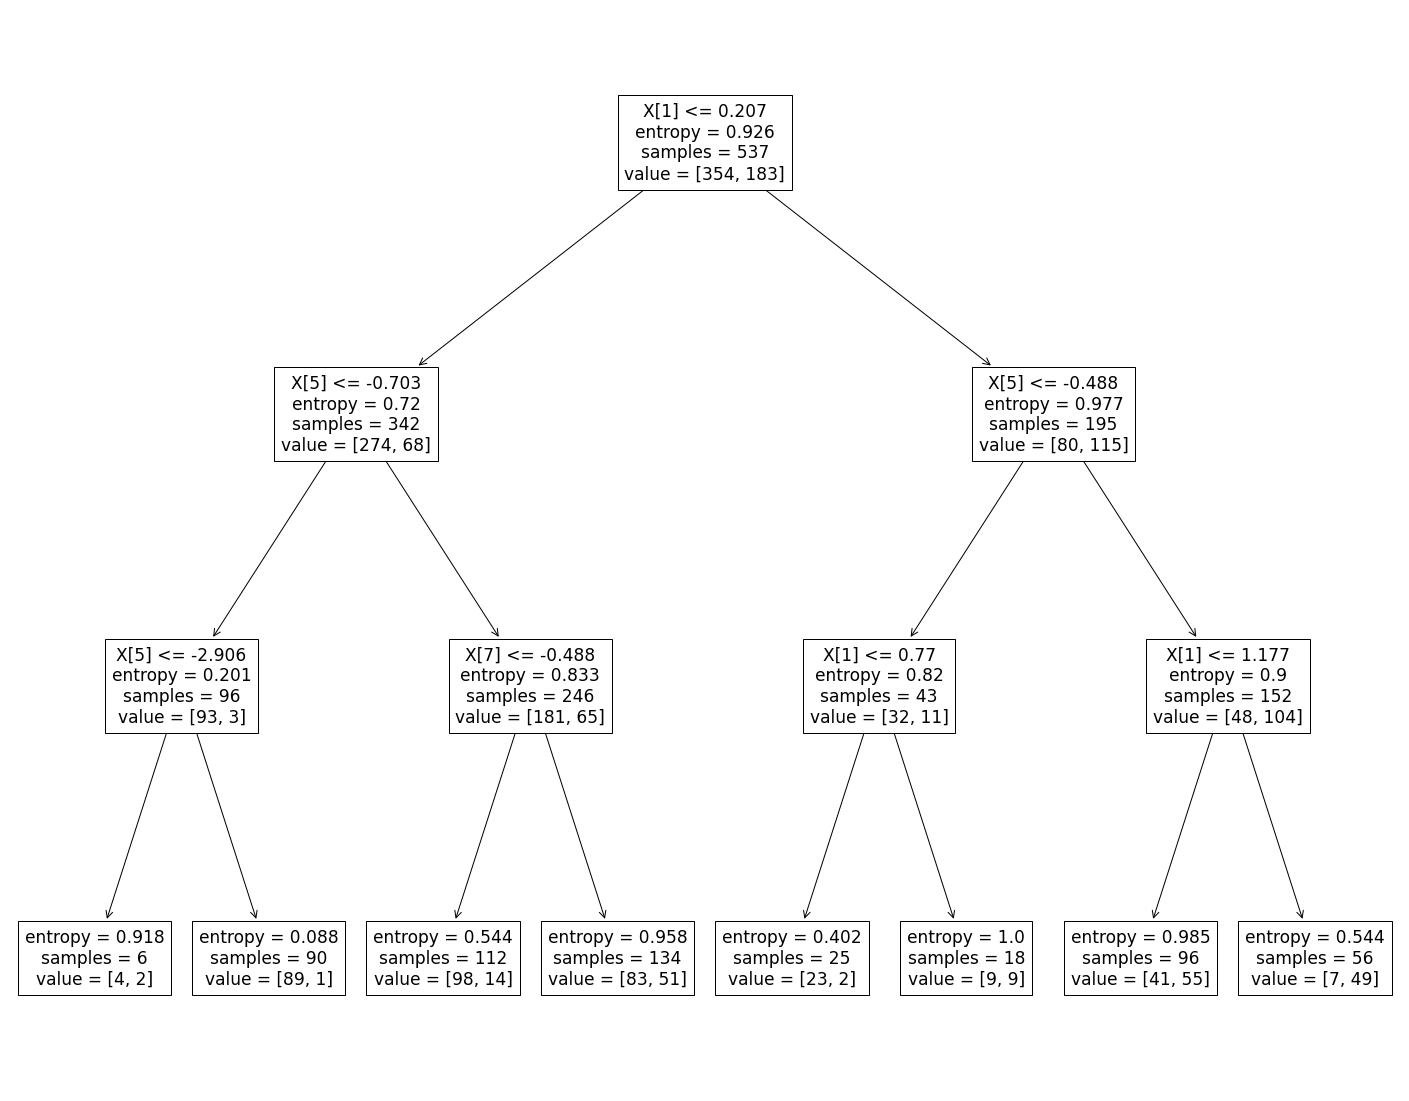 X[1] <= 0.207
entropy = 0.926
samples = 537
value = [354, 183]
X[5] <= -0.703
entropy = 0.72
samples = 342
value = [274, 68]
X[5] <= -0.488
entropy = 0.977
samples = 195
value = [80, 115]
X[5] <= -2.906
entropy = 0.201
samples = 96
value = [93, 3]
X[7] <= -0.488
entropy = 0.833
samples = 246
value = [181, 65]
X[1] <= 0.77
entropy = 0.82
samples = 43
value = [32, 11]
X[1] <= 1.177
entropy = 0.9
samples = 152
value = [48, 104]
entropy = 0.918
samples = 6
value = [4, 2]
entropy = 0.088
samples = 90
value = [89, 1]
entropy = 0.544
samples = 112
value = [98, 14]
entropy = 0.958
samples = 134
value = [83, 51]
entropy = 0.402
samples = 25
value = [23, 2]
entropy = 1.0
samples = 18
value = [9, 9]
entropy = 0.985
samples = 96
value = [41, 55]
entropy = 0.544
samples = 56
value = [7, 49]